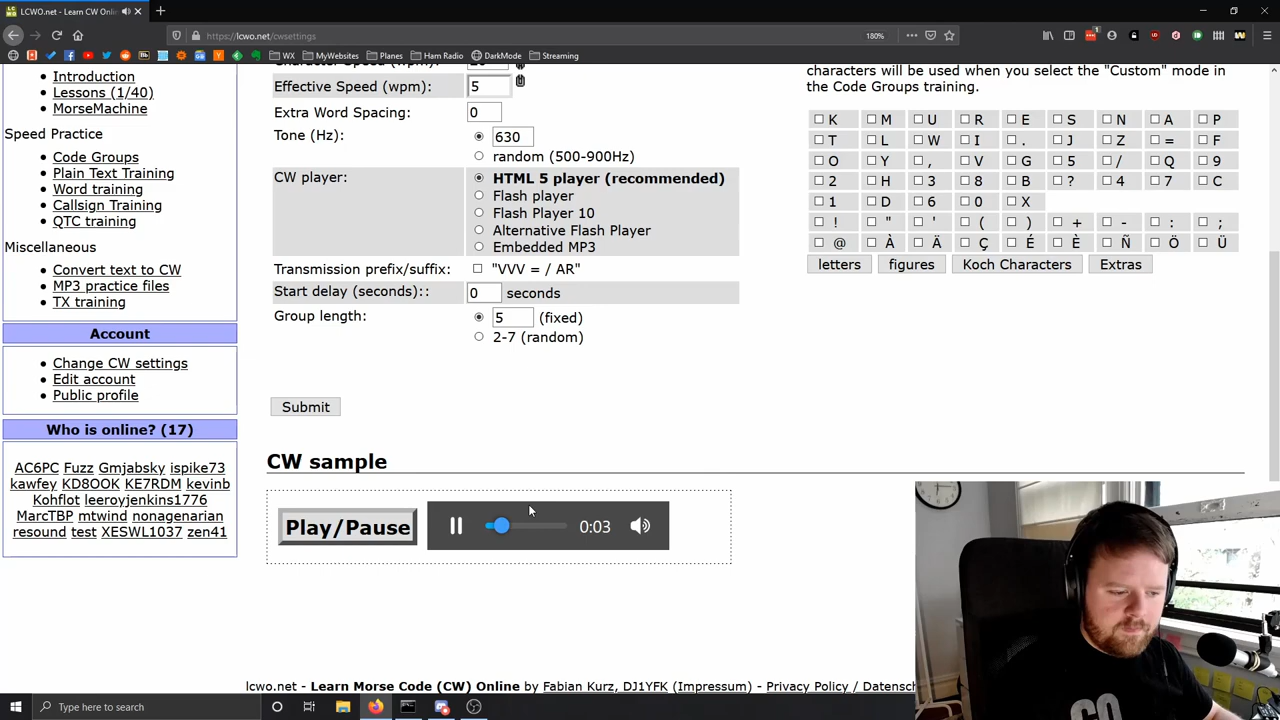 LCWO.net - Learn CW Onli
https://lcwo.net/cwsettings
180%
WX
MyWebsites
Planes
Ham Radio
DarkMode
Streaming
Introduction
Lessons (1/40)
MorseMachine
Speed Practice
Code Groups
Plain Text Training
Word training
Callsign Training
QTC training
Miscellaneous
Convert text to CW
MP3 practice files
TX training
Account
Change CW settings
Edit account
Public profile
Who is online? (17)
AC6PC Fuzz Gmjabsky ispike73
kawfey KD8OOK KE7RDM kevinb
Kohflot leeroyjenkins1776
MarcTBP mtwind nonagenarian
resound test XESWL1037 zen41
Effective Speed (wpm): 5
Extra Word Spacing: 0
Tone (Hz): 630
random (500-900Hz)
CW player: HTML 5 player (recommended)
Flash player
Flash Player 10
Alternative Flash Player
Embedded MP3
Transmission prefix/suffix: "VVV = / AR"
Start delay (seconds):: 0 seconds
Group length: 5 (fixed)
2-7 (random)
Submit
CW sample
Play/Pause
0:03
characters will be used when you select the "Custom" mode in
the Code Groups training.
K M U R E S N A P
T L W I . J Z = F
O Y , V G 5 / Q 9
2 H 3 8 B ? 4 7 C
1 D 6 0 X
! " ' ( ) + - : ;
@ À Ä Ç É È Ñ Ö Ü
letters figures Koch Characters Extras
lcwo.net - Learn Morse Code (CW) Online by Fabian Kurz, DJ1YFK (Impressum) - Privacy Policy / Datensch
Type here to search